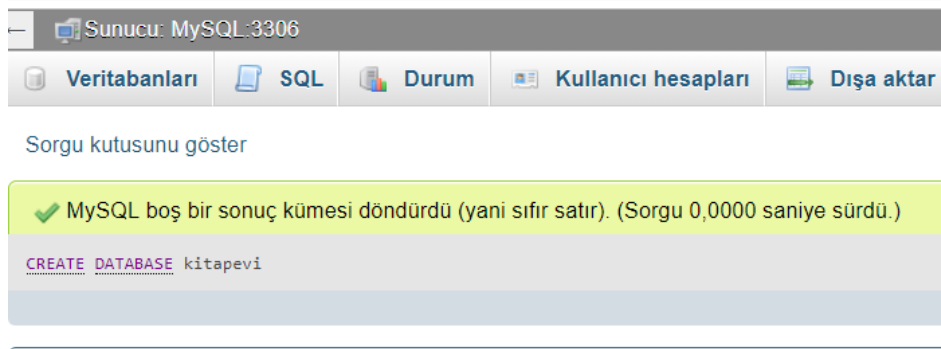 Sunucu: MySQL:3306
Veritabanları SQL Durum Kullanıcı hesapları Dışa aktar
Sorgu kutusunu göster
MySQL boş bir sonuç kümesi döndürdü (yani sıfır satır). (Sorgu 0,0000 saniye sürdü.)
CREATE DATABASE kitapevi